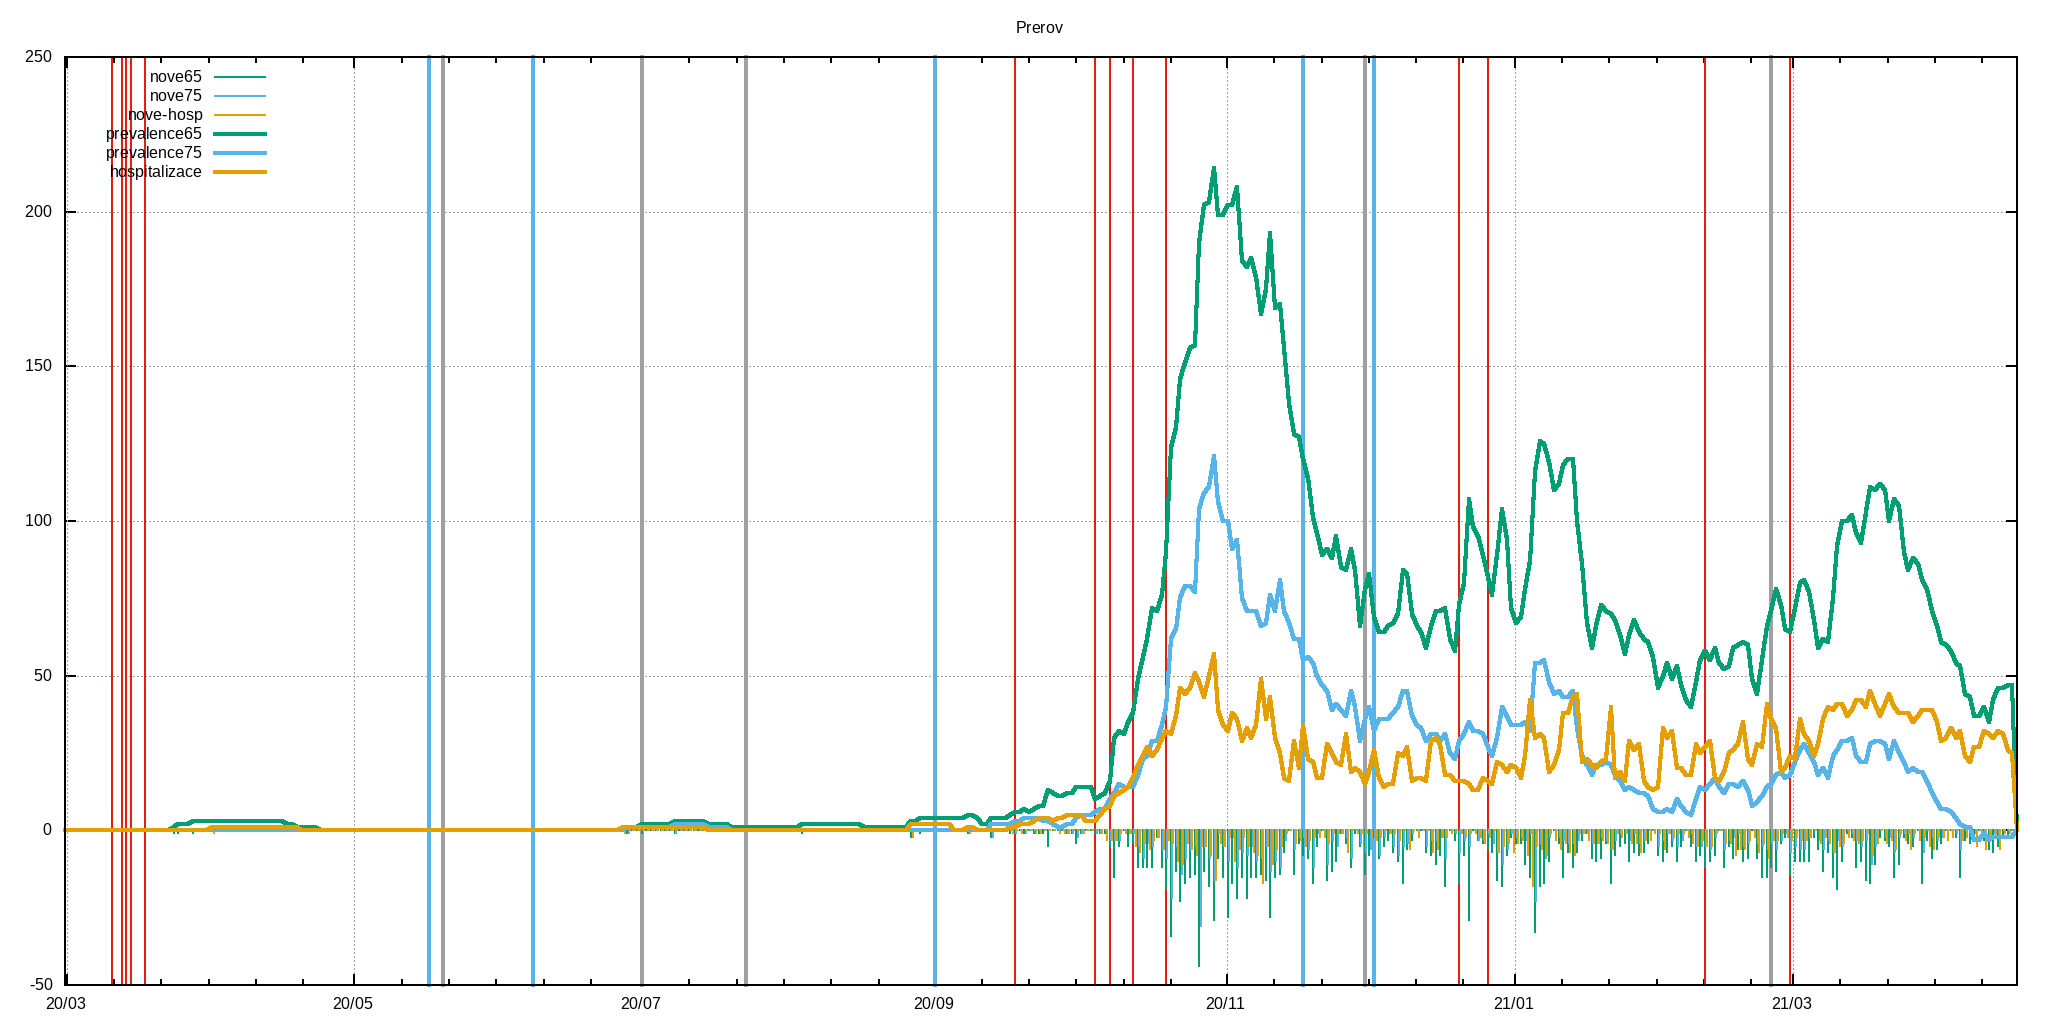 Prerov
250
200
150
100
50
0
-50
nove65
nove75
nove-hosp
prevalence65
prevalence75
hospitalizace
20/03 20/05 20/07 20/09 20/11 21/01 21/03